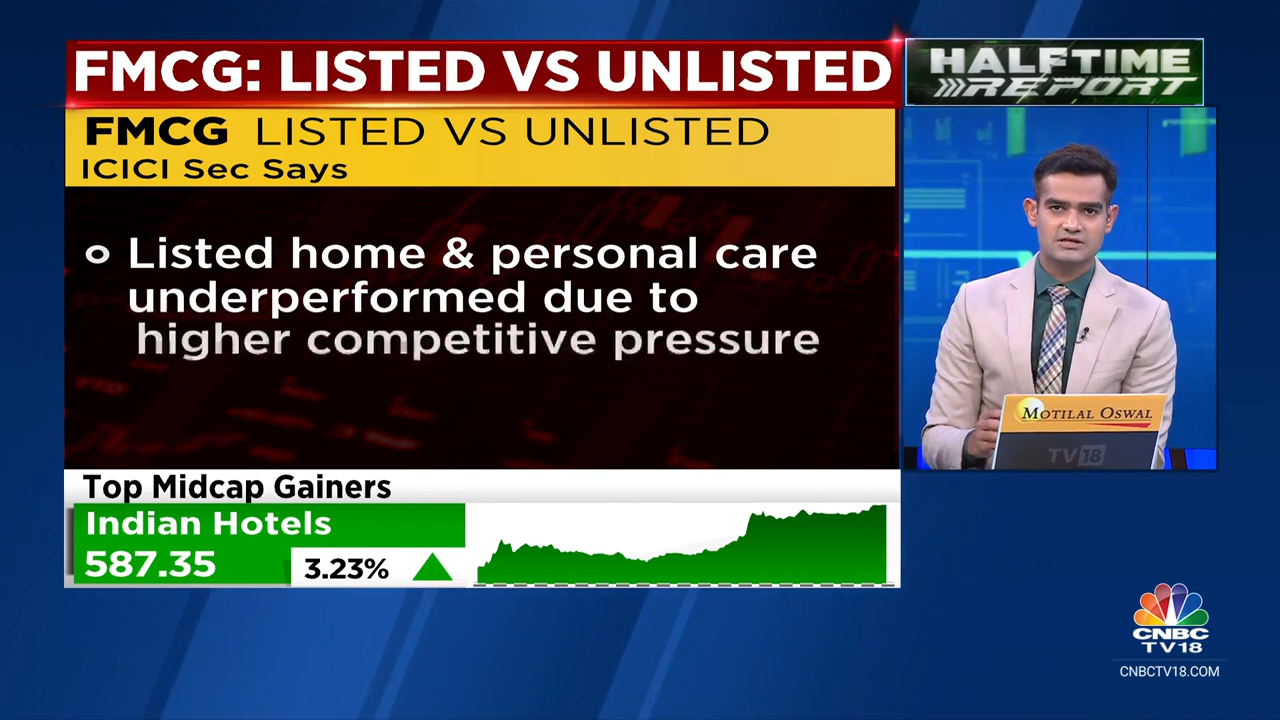 FMCG: LISTED VS UNLISTED
HALFTIME
REPORT
FMCG LISTED VS UNLISTED
ICICI Sec Says
Listed home & personal care
underperformed due to
higher competitive pressure
MOTILAL OSWAL
TV18
Top Midcap Gainers
Indian Hotels
587.35
3.23%
CNBC
TV18
CNBCTV18.COM